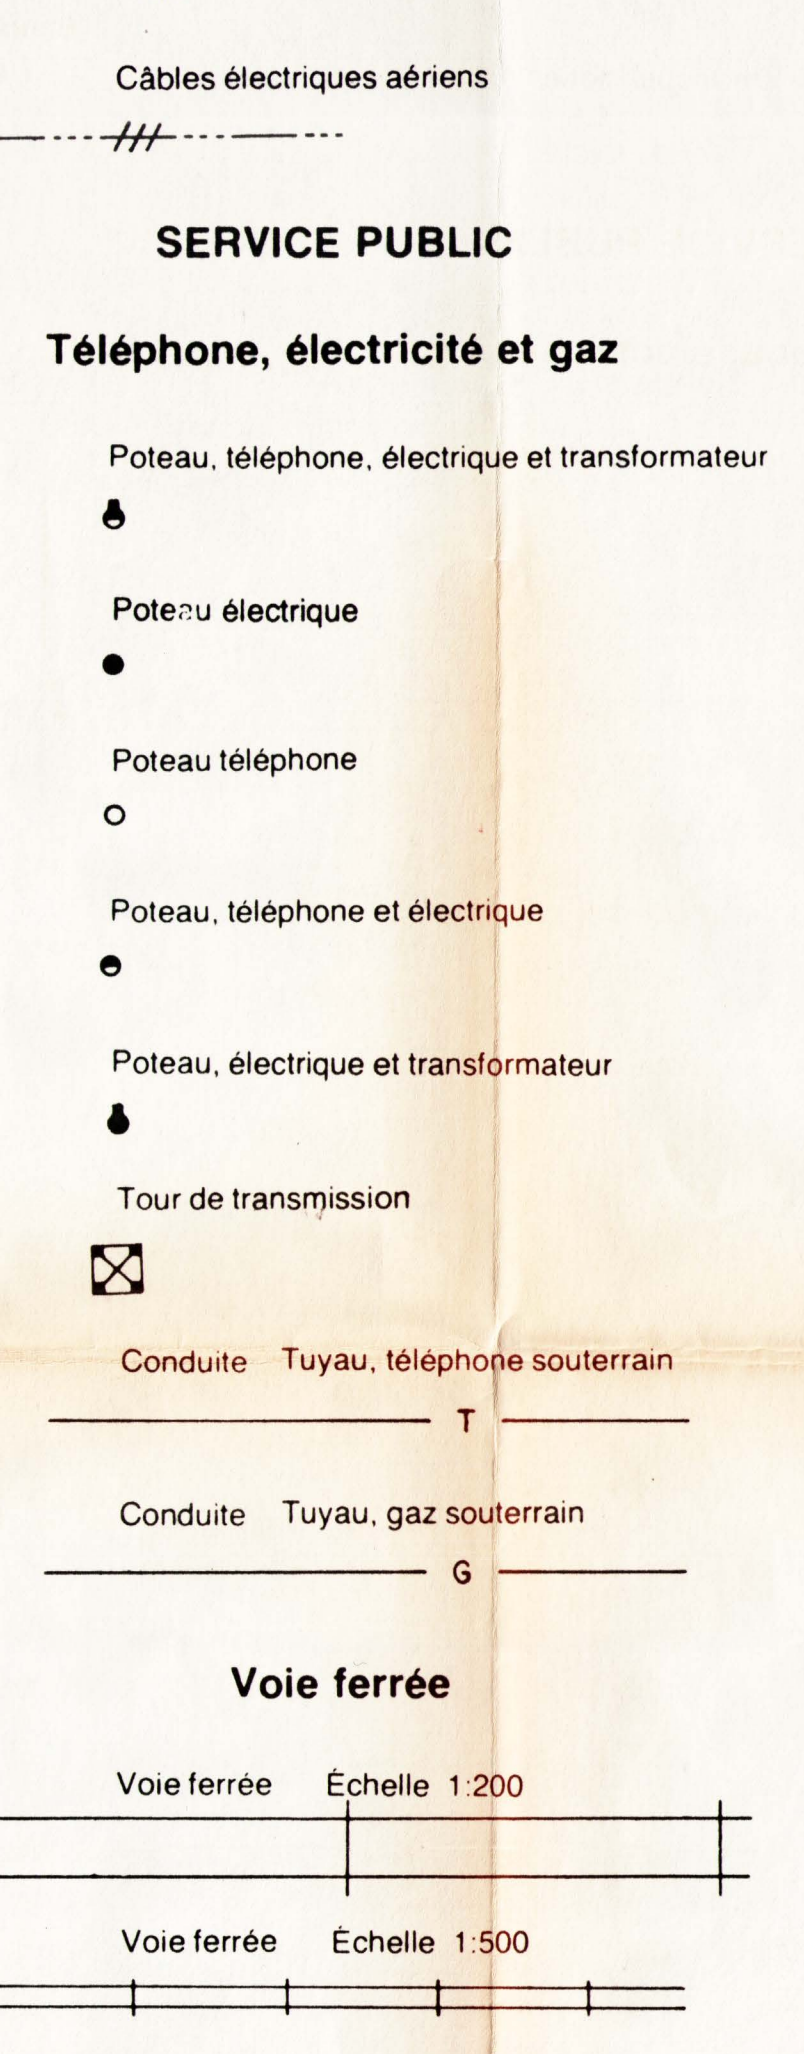 Câbles électriques aériens
SERVICE PUBLIC
Téléphone, électricité et gaz
Poteau, téléphone, électrique et transformateur
Poteau électrique
Poteau téléphone
Poteau, téléphone et électrique
Poteau, électrique et transformateur
Tour de transmission
Conduite Tuyau, téléphone souterrain
T
Conduite Tuyau, gaz souterrain
G
Voie ferrée
Voie ferrée Échelle 1:200
Voie ferrée Échelle 1:500